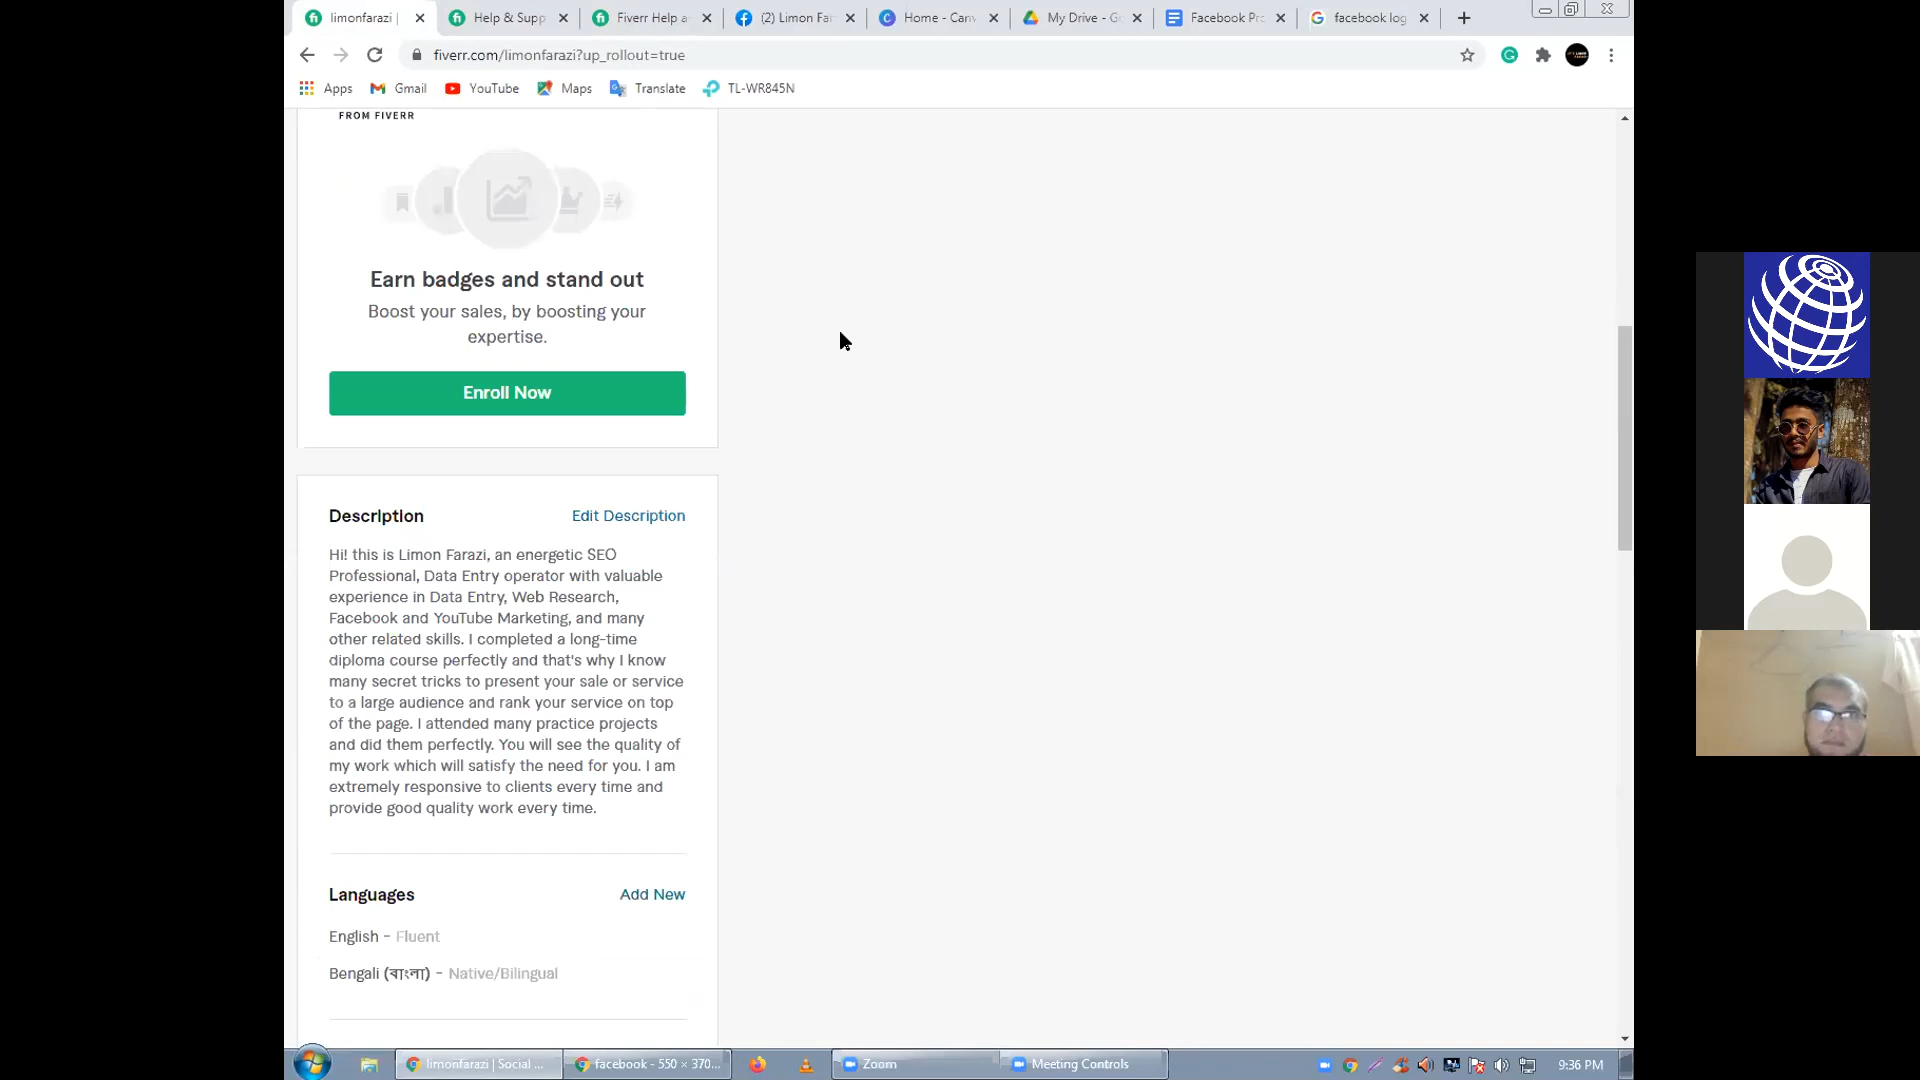 limonfarazi |
Help & Supp
Fiverr Help a
(2) Limon Fa
Home - Canv
My Drive - G
Facebook Pr
facebook log
fiverr.com/limonfarazi?up_rollout=true
Apps
Gmail
YouTube
Maps
Translate
TL-WR845N
FROM FIVERR
Earn badges and stand out
Boost your sales, by boosting your
expertise.
Enroll Now
Description
Edit Description
Hi! this is Limon Farazi, an energetic SEO
Professional, Data Entry operator with valuable
experience in Data Entry, Web Research,
Facebook and YouTube Marketing, and many
other related skills. I completed a long-time
diploma course perfectly and that's why I know
many secret tricks to present your sale or service
to a large audience and rank your service on top
of the page. I attended many practice projects
and did them perfectly. You will see the quality of
my work which will satisfy the need for you. I am
extremely responsive to clients every time and
provide good quality work every time.
Languages
Add New
English - Fluent
Bengali (বাংলা) - Native/Bilingual
limonfarazi | Social ...
facebook - 550 × 370...
Zoom
Meeting Controls
9:36 PM